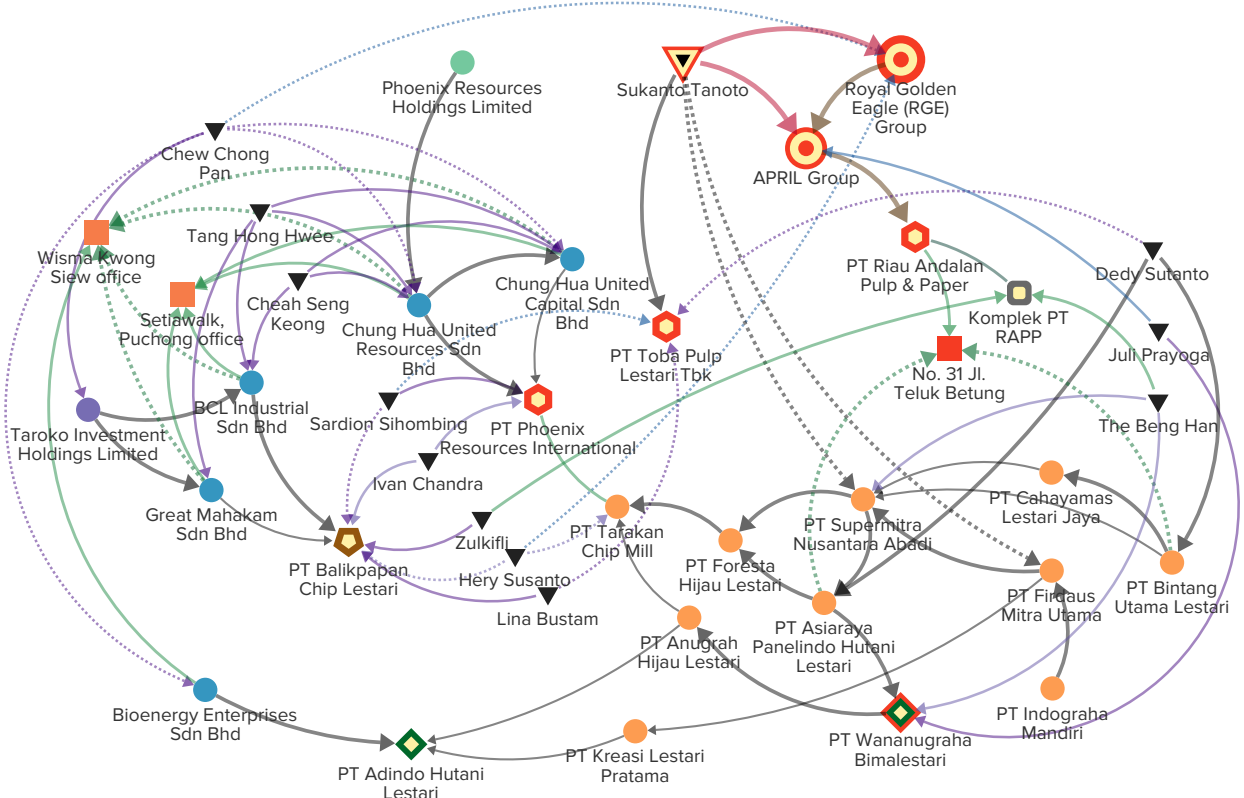 Phoenix Resources
Holdings Limited
Sukanto Tanoto
Royal Golden
Eagle (RGE)
Group
Chew Chong
Pan
APRIL Group
Tang Hong Hwee
Wisma Kwong
Siew office
PT Riau Andalan
Pulp & Paper
Dedy Sutanto
Chung Hua United
Capital Sdn
Bhd
Cheah Seng
Keong
Setiawalk,
Puchong office
Chung Hua United
Resources Sdn
Bhd
Komplek PT
RAPP
PT Toba Pulp
Lestari Tbk
Juli Prayoga
No. 31 Jl.
Teluk Betung
BCL Industrial
Sdn Bhd
Taroko Investment
Holdings Limited
Sardion Sihombing
PT Phoenix
Resources International
The Beng Han
Ivan Chandra
PT Cahayamas
Lestari Jaya
Great Mahakam
Sdn Bhd
PT Tarakan
Chip Mill
PT Supermitra
Nusantara Abadi
Zulkifli
PT Balikpapan
Chip Lestari
Hery Susanto
PT Foresta
Hijau Lestari
PT Firdaus
Mitra Utama
PT Bintang
Utama Lestari
Lina Bustam
PT Anugrah
Hijau Lestari
PT Asiaraya
Panelindo Hutani
Lestari
Bioenergy Enterprises
Sdn Bhd
PT Indograha
Mandiri
PT Wananugraha
Bimalestari
PT Kreasi Lestari
Pratama
PT Adindo Hutani
Lestari